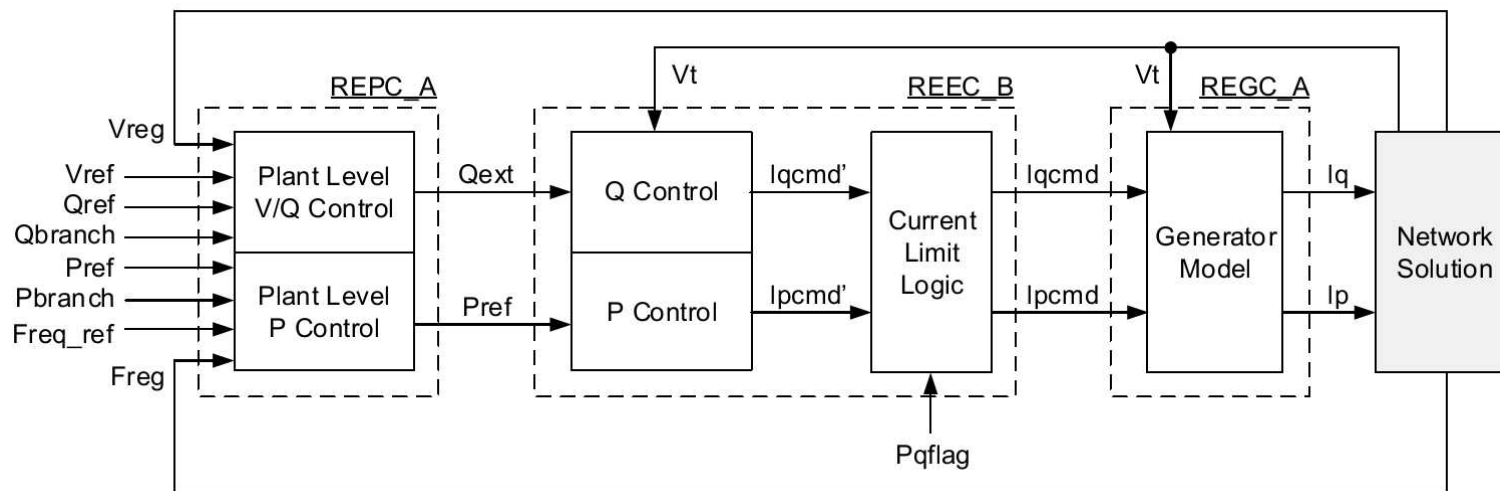 REPC_A
Vt
REEC_B
Vt
REGC_A
Vreg
Vref
Qref
Qbranch
Pref
Pbranch
Freq_ref
Freg
Plant Level
V/Q Control
Plant Level
P Control
Qext
Pref
Q Control
P Control
Iqcmd’
Ipcmd’
Current
Limit
Logic
Pqflag
Iqcmd
Ipcmd
Generator
Model
Iq
Ip
Network
Solution